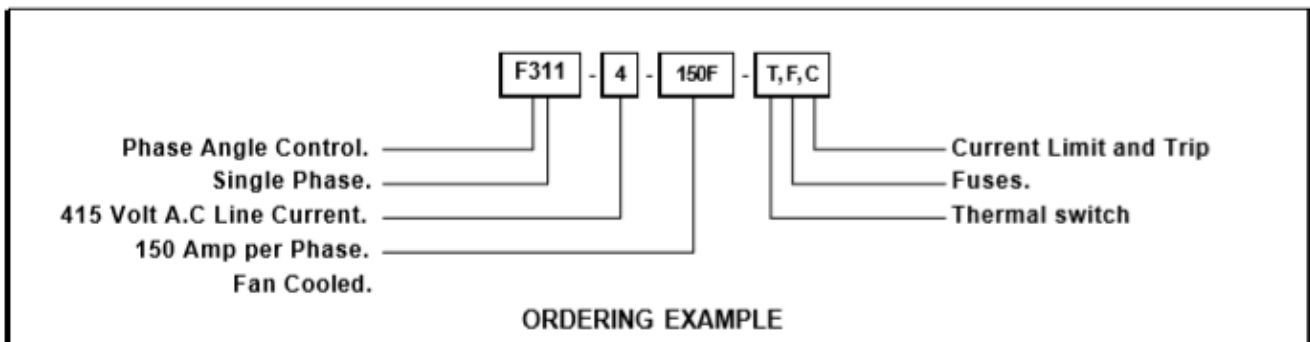 F311 - 4 - 150F - T,F,C
Phase Angle Control.
Single Phase.
415 Volt A.C Line Current.
150 Amp per Phase.
Fan Cooled.
Current Limit and Trip
Fuses.
Thermal switch
ORDERING EXAMPLE